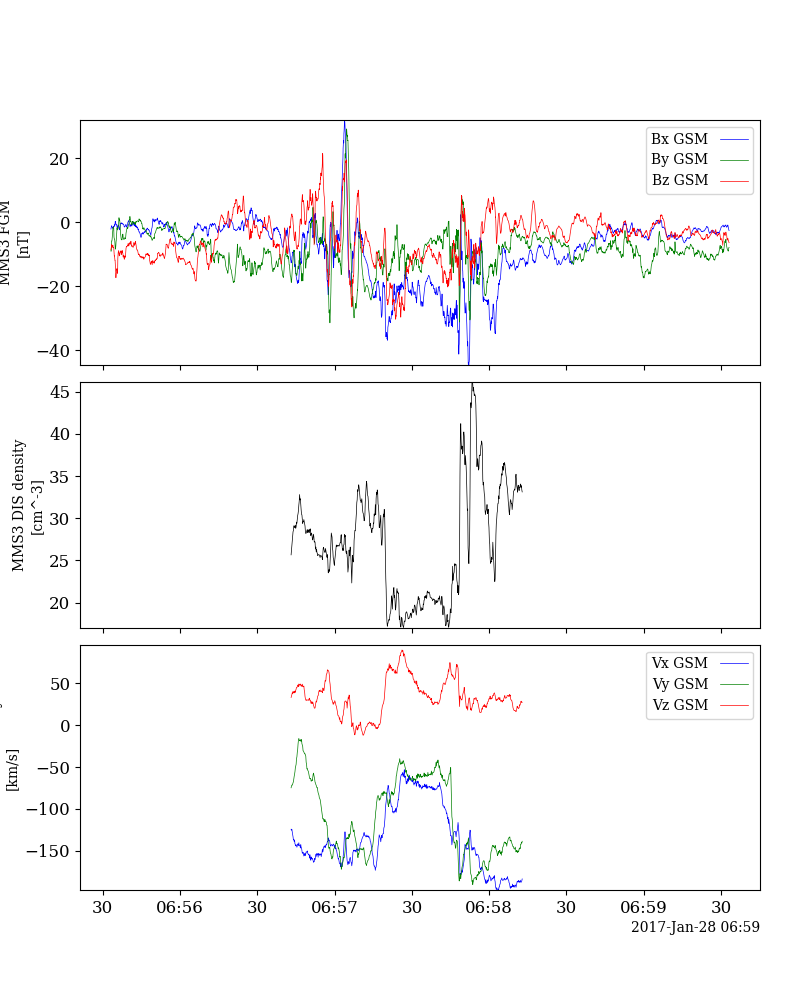 20
0
−20
−40
MMS3 FGM
[nT]
Bx GSM
By GSM
Bz GSM
45
40
35
30
25
20
MMS3 DIS density
[cm^-3]
50
0
−50
−100
−150
[km/s]
Vx GSM
Vy GSM
Vz GSM
30 06:56 30 06:57 30 06:58 30 06:59 30
2017-Jan-28 06:59